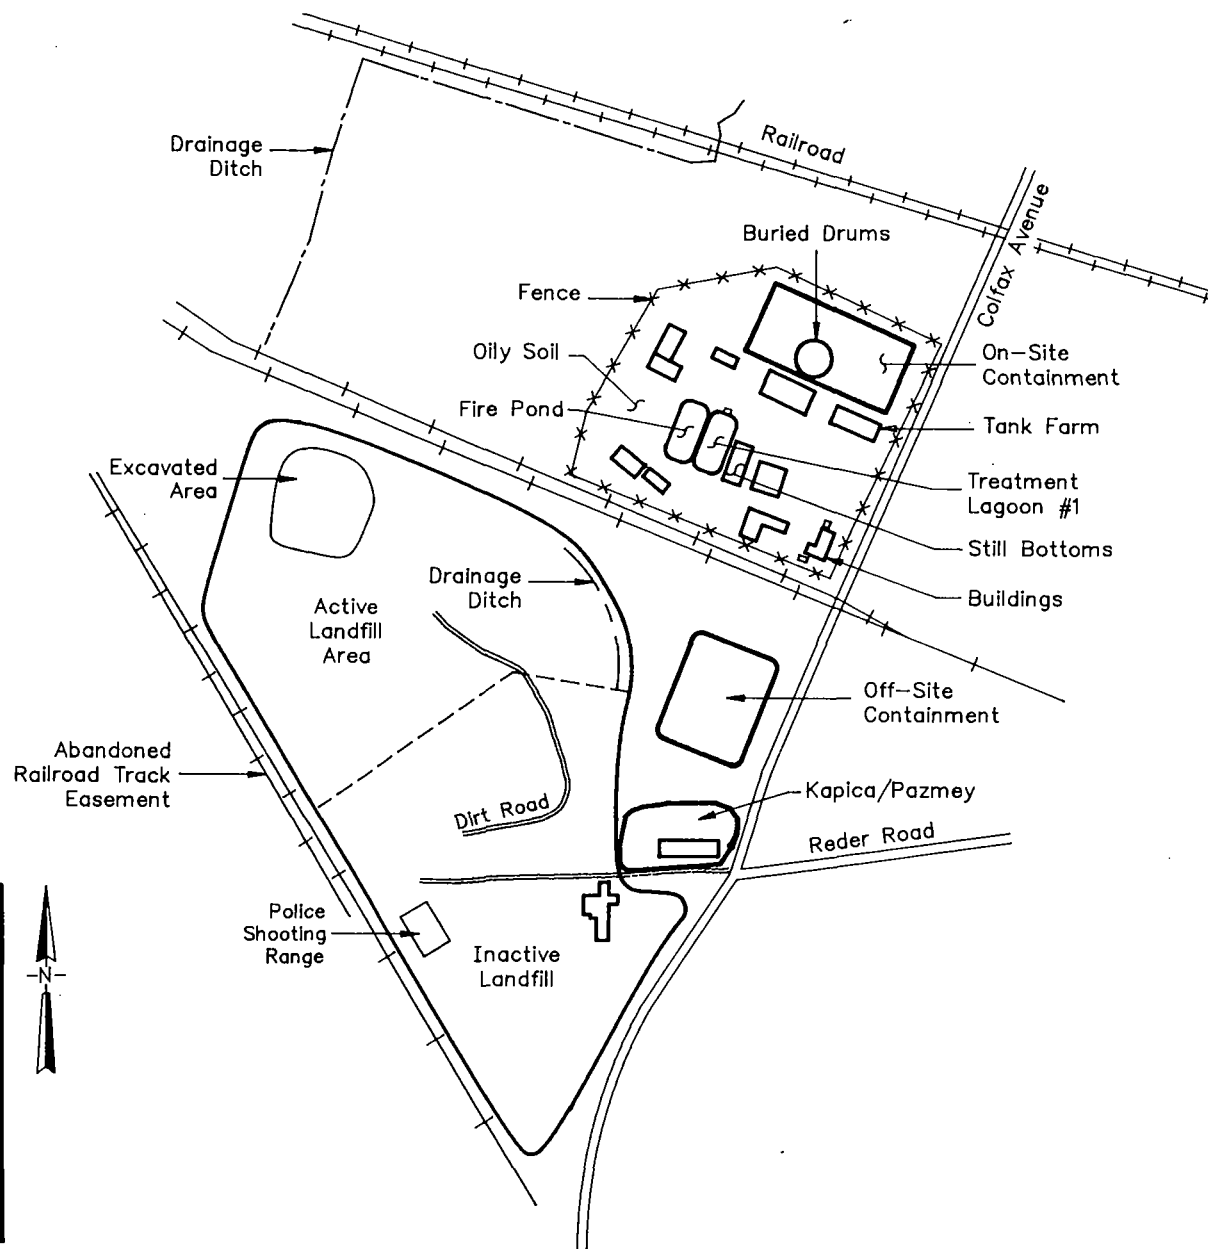 Railroad
Drainage
Ditch
Colfax Avenue
Buried Drums
Fence
On-Site
Containment
Oily Soil
Fire Pond
Tank Farm
Excavated
Area
Treatment
Lagoon #1
Still Bottoms
Drainage
Ditch
Buildings
Active
Landfill
Area
Off-Site
Containment
Abandoned
Railroad Track
Easement
Kapica/Pazmey
Dirt Road
Reder Road
Police
Shooting
Range
Inactive
Landfill
-N-